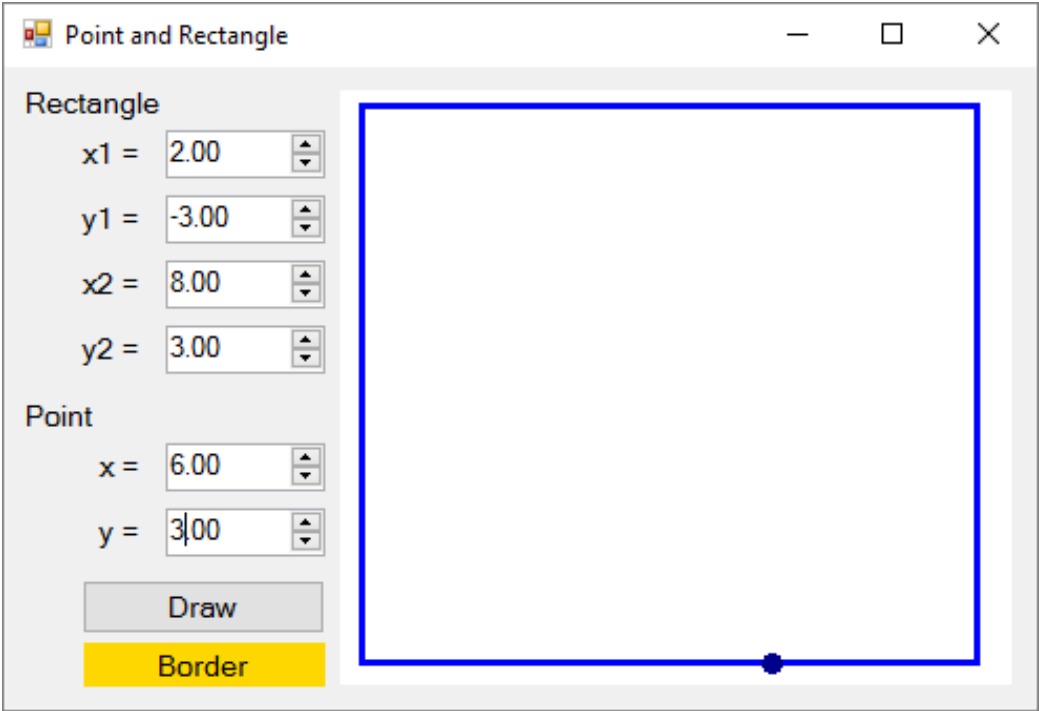 Point and Rectangle
Rectangle
x1 = 2.00
y1 = -3.00
x2 = 8.00
y2 = 3.00
Point
x = 6.00
y = 3.00
Draw
Border